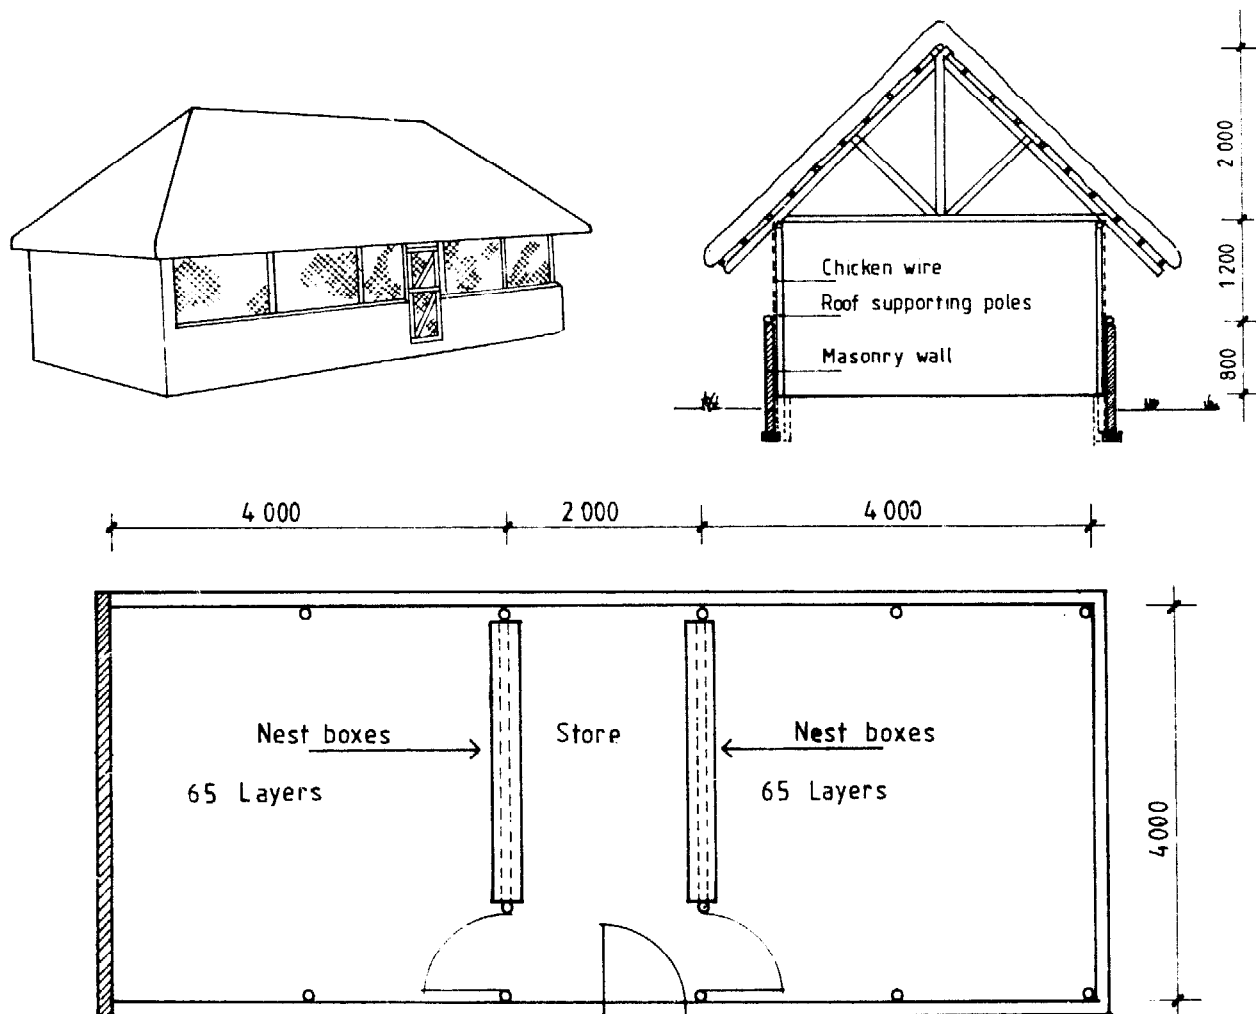 2 000
1 200
800
Chicken wire
Roof supporting poles
Masonry wall
4 000
2 000
4 000
Nest boxes
Store
Nest boxes
65 Layers
65 Layers
4000